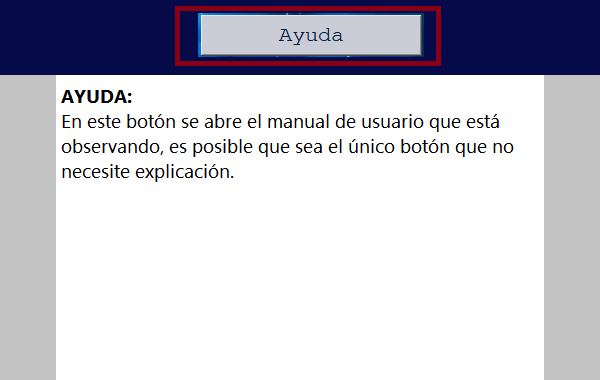 Ayuda
AYUDA:
En este botón se abre el manual de usuario que está
observando, es posible que sea el único botón que no
necesite explicación.